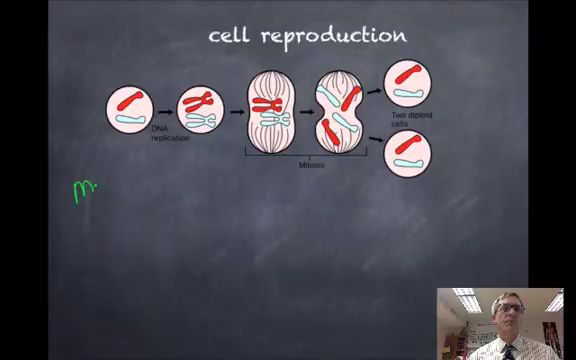 cell reproduction
DNA
replication
Two diploid
cells
Mitosis
m